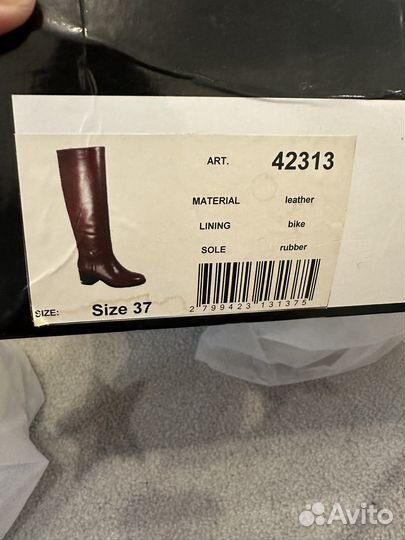 ART. 42313
MATERIAL leather
LINING bike
SOLE rubber
SIZE: Size 37
2 799423 131375
Avito